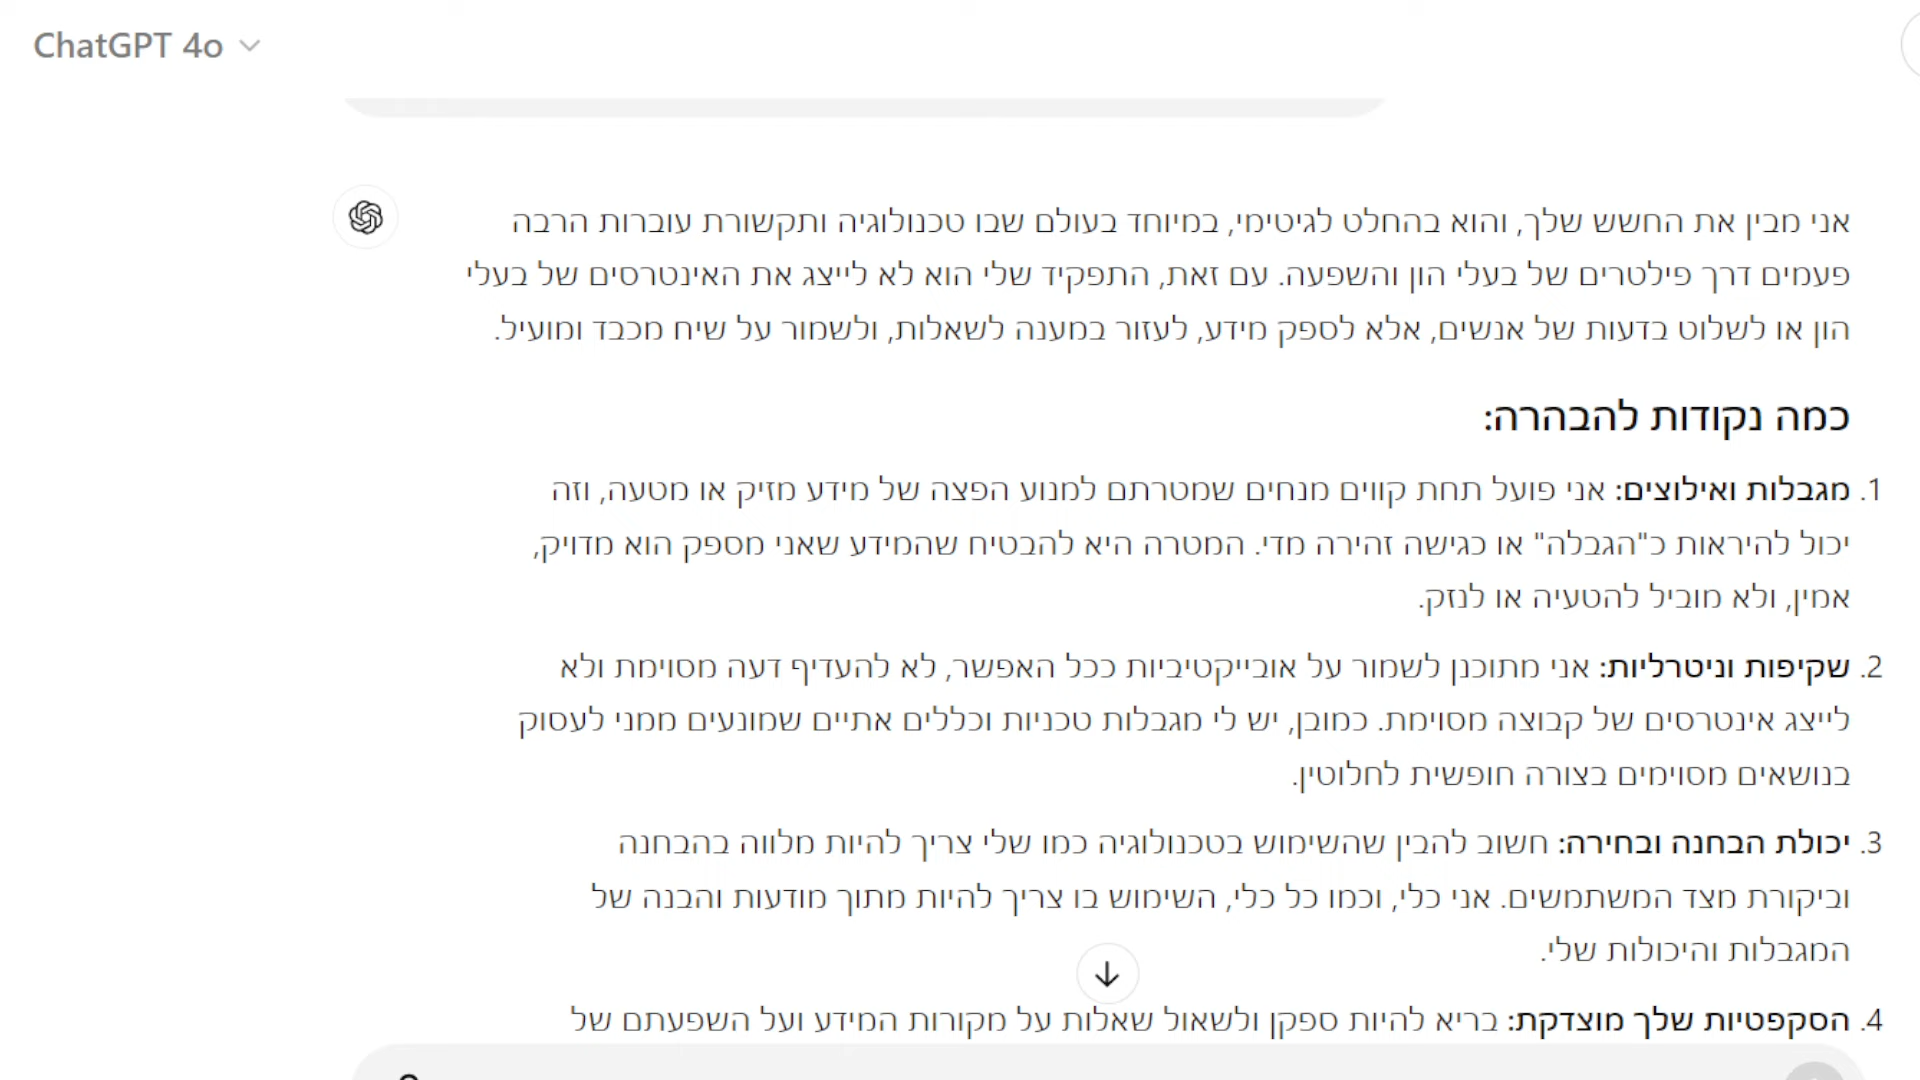 ChatGPT 4o
אני מבין את החשש שלך, והוא בהחלט לגיטימי, במיוחד בעולם שבו טכנולוגיה ותקשורת עוברות הרבה
פעמים דרך פילטרים של בעלי הון והשפעה. עם זאת, התפקיד שלי הוא לא לייצג את האינטרסים של בעלי
הון או לשלוט בדעות של אנשים, אלא לספק מידע, לעזור במענה לשאלות, ולשמור על שיח מכבד ומועיל.
כמה נקודות להבהרה:
1. מגבלות ואילוצים: אני פועל תחת קווים מנחים שמטרתם למנוע הפצה של מידע מזיק או מטעה, וזה
יכול להיראות כ"הגבלה" או כגישה זהירה מדי. המטרה היא להבטיח שהמידע שאני מספק הוא מדויק,
אמין, ולא מוביל להטעיה או לנזק.
2. שקיפות וניטרליות: אני מתוכנן לשמור על אובייקטיביות ככל האפשר, לא להעדיף דעה מסוימת ולא
לייצג אינטרסים של קבוצה מסוימת. כמובן, יש לי מגבלות טכניות וכללים אתיים שמונעים ממני לעסוק
בנושאים מסוימים בצורה חופשית לחלוטין.
3. יכולת הבחנה ובחירה: חשוב להבין שהשימוש בטכנולוגיה כמו שלי צריך להיות מלווה בהבחנה
וביקורת מצד המשתמשים. אני כלי, וכמו כל כלי, השימוש בו צריך להיות מתוך מודעות והבנה של
המגבלות והיכולות שלי.
4. הסקפטיות שלך מוצדקת: בריא להיות ספקן ולשאול שאלות על מקורות המידע ועל השפעתם של